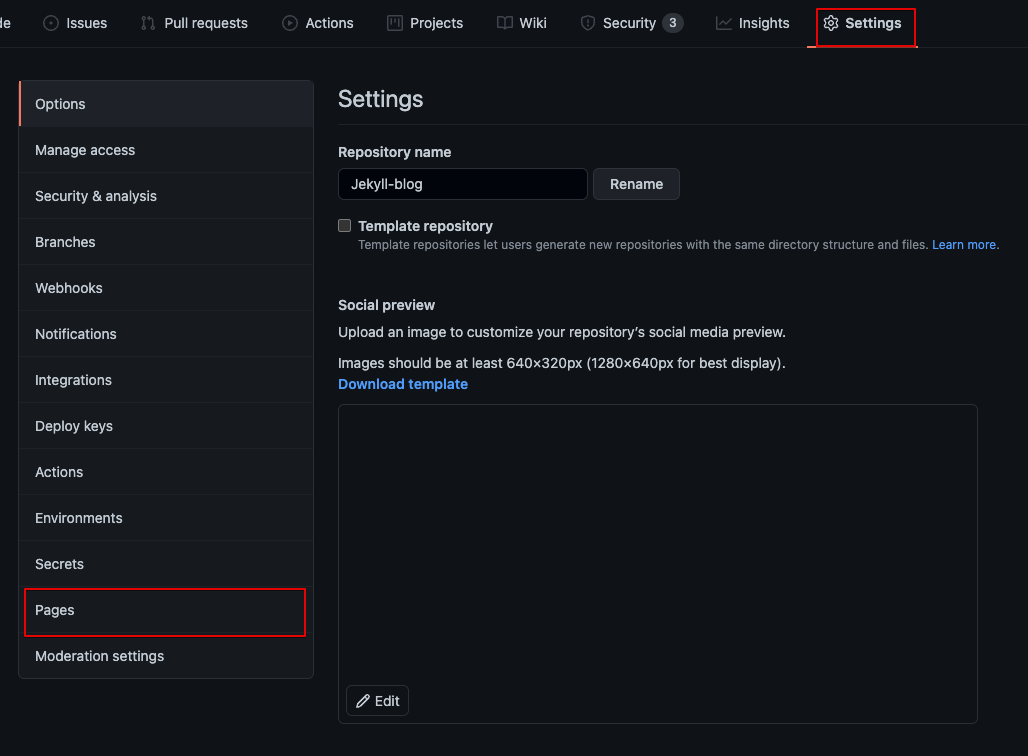 de Issues Pull requests Actions Projects Wiki Security 3 Insights Settings
Options
Manage access
Security & analysis
Branches
Webhooks
Notifications
Integrations
Deploy keys
Actions
Environments
Secrets
Pages
Moderation settings
Settings
Repository name
Jekyll-blog Rename
Template repository
Template repositories let users generate new repositories with the same directory structure and files. Learn more.
Social preview
Upload an image to customize your repository’s social media preview.
Images should be at least 640×320px (1280×640px for best display).
Download template
Edit